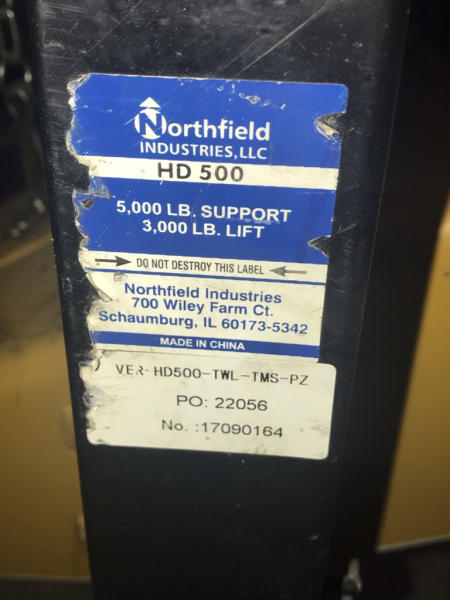 Northfield
INDUSTRIES, LLC
HD 500
5,000 LB. SUPPORT
3,000 LB. LIFT
DO NOT DESTROY THIS LABEL
Northfield Industries
700 Wiley Farm Ct.
Schaumburg, IL 60173-5342
MADE IN CHINA
VER-HD500-TWL-TMS-PZ
PO: 22056
No. :17090164